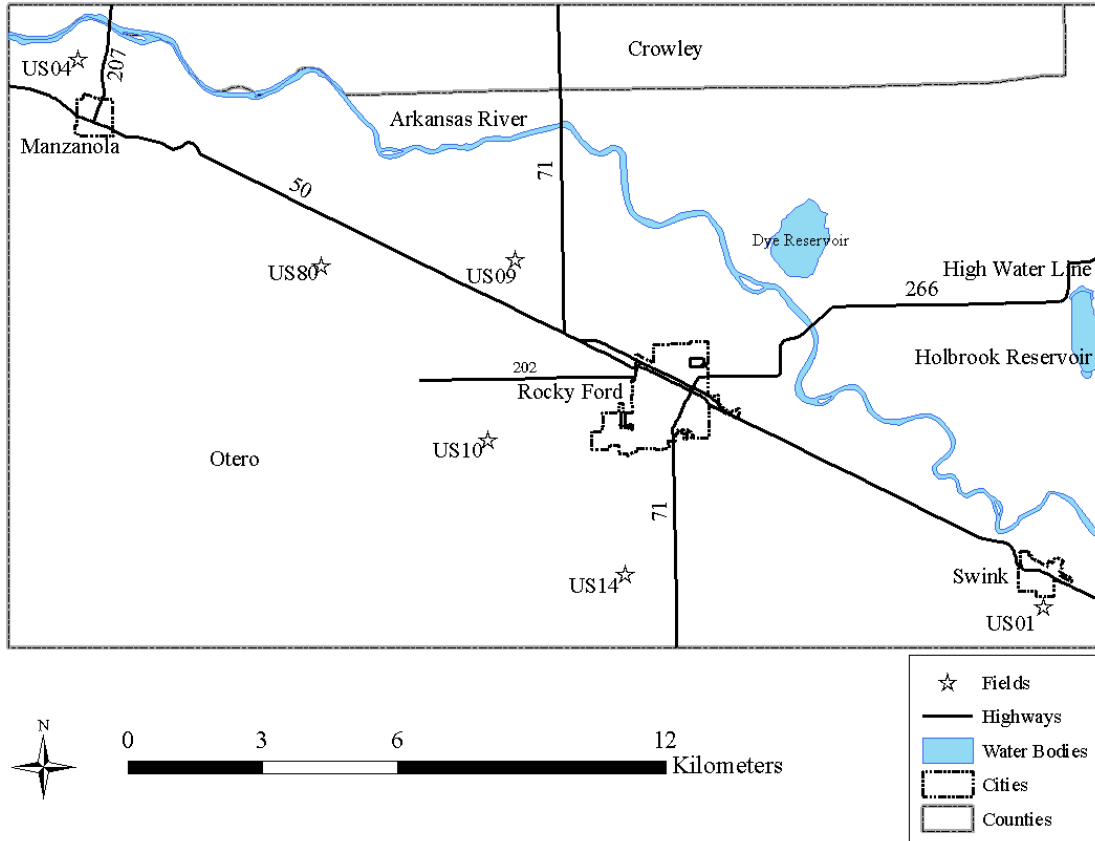 Crowley
US04
207
Arkansas River
Manzanola
71
50
Dye Reservoir
US80
US09
High Water Line
266
Holbrook Reservoir
202
Rocky Ford
US10
Otero
71
US14
Swink
US01
N
0 3 6 12
Kilometers
Fields
Highways
Water Bodies
Cities
Counties